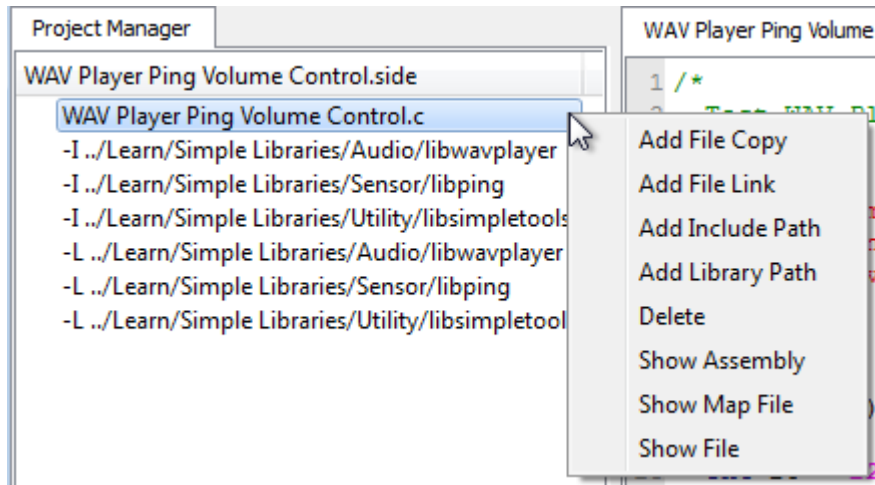 Project Manager
WAV Player Ping Volume Control.side
WAV Player Ping Volume Control.c
-I ../Learn/Simple Libraries/Audio/libwavplayer
-I ../Learn/Simple Libraries/Sensor/libping
-I ../Learn/Simple Libraries/Utility/libsimpletools
-L ../Learn/Simple Libraries/Audio/libwavplayer
-L ../Learn/Simple Libraries/Sensor/libping
-L ../Learn/Simple Libraries/Utility/libsimpletool
WAV Player Ping Volume
1 /*
Add File Copy
Add File Link
Add Include Path
Add Library Path
Delete
Show Assembly
Show Map File
Show File